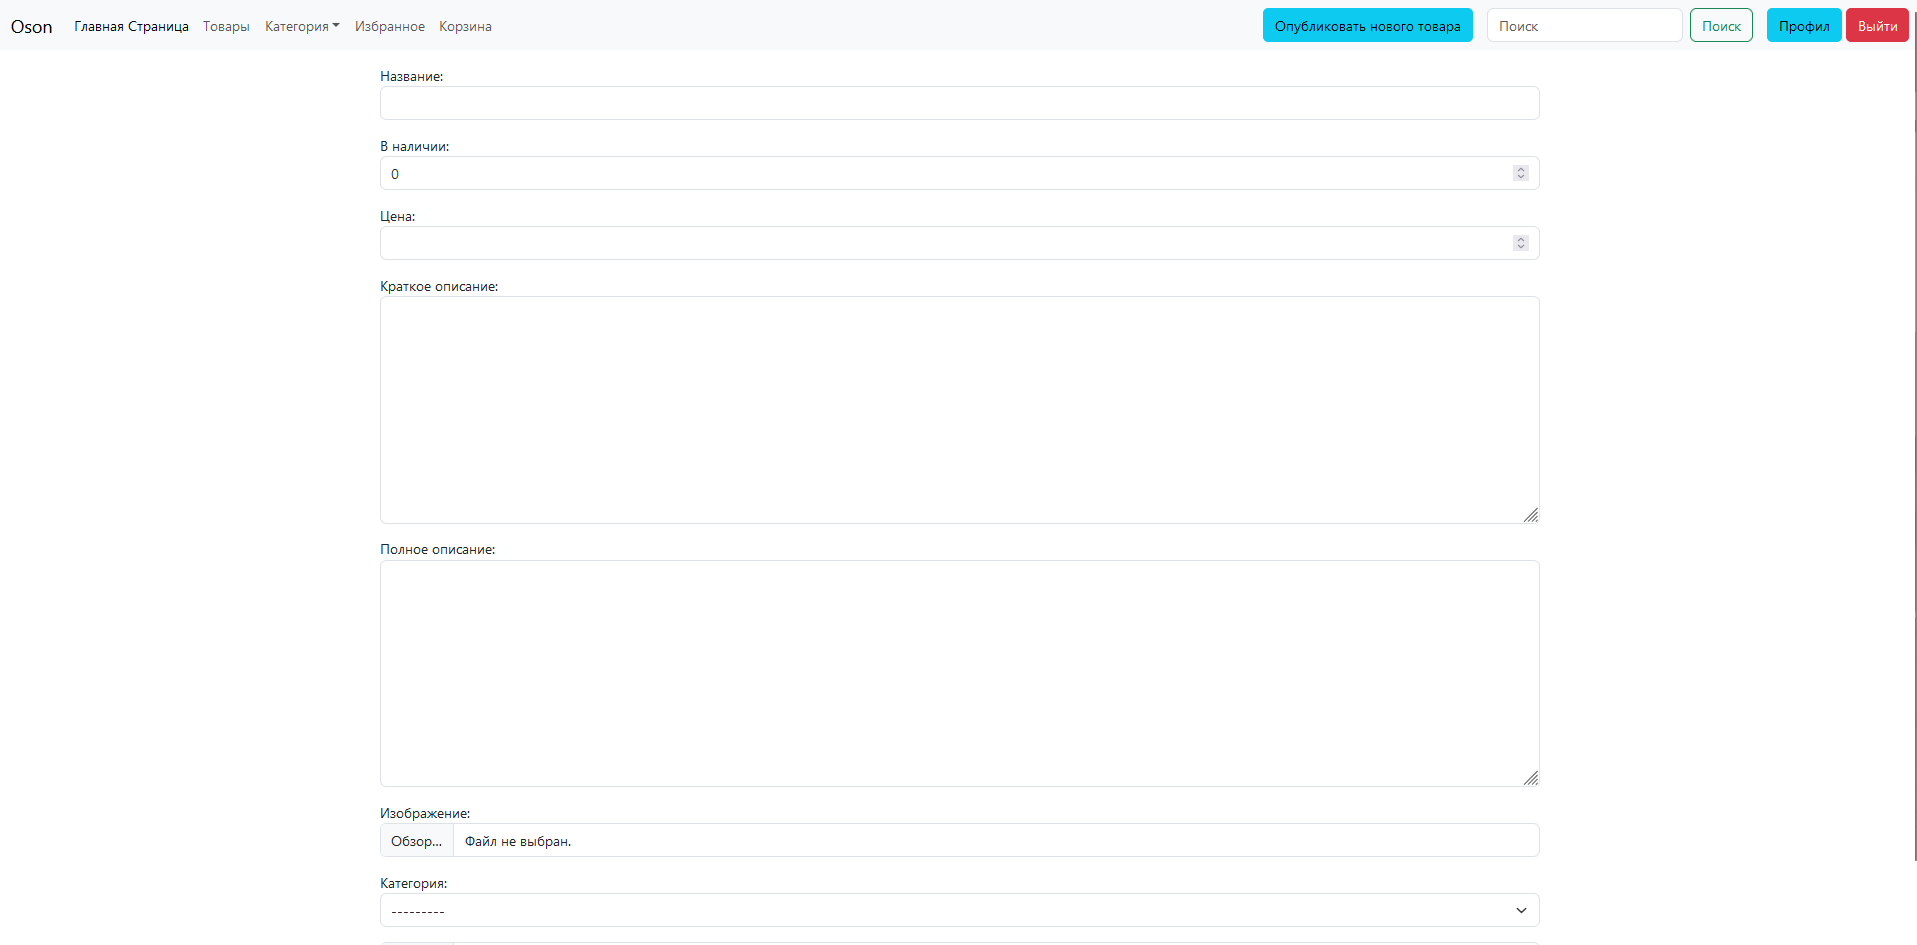 Oson Главная Страница Товары Категория Избранное Корзина Опубликовать нового товара Поиск Поиск Профил Выйти
Название:
В наличии:
0
Цена:
Краткое описание:
Полное описание:
Изображение:
Обзор... Файл не выбран.
Категория:
---------